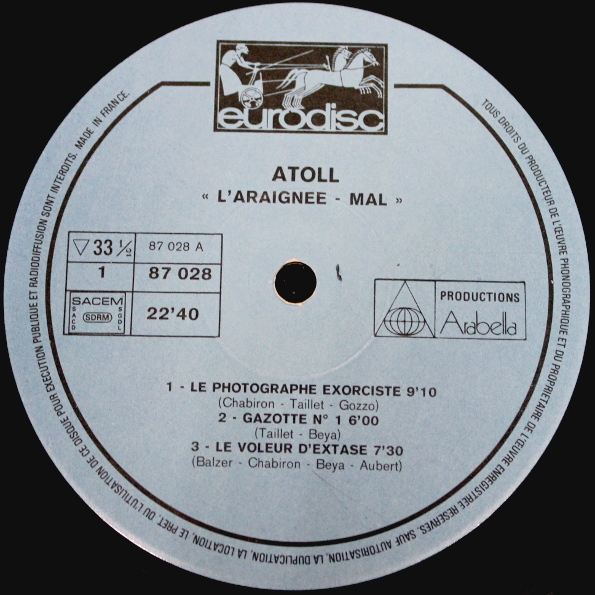 eurodisc
ATOLL
« L'ARAIGNEE - MAL »
33 1/2
87 028 A
1
87 028
SACEM
SACD
SDRM
SGDL
22'40
PRODUCTIONS
Arabella
1 - LE PHOTOGRAPHE EXORCISTE 9'10
(Chabiron - Taillet - Gozzo)
2 - GAZOTTE N° 1 6'00
(Taillet - Beya)
3 - LE VOLEUR D'EXTASE 7'30
(Balzer - Chabiron - Beya - Aubert)
TOUS DROITS DU PRODUCTEUR DE L'ŒUVRE PHONOGRAPHIQUE ET DU PROPRIETAIRE DE L'ŒUVRE ENREGISTREE RESERVES. SAUF AUTORISATION, LA DUPLICATION, LA LOCATION, LE PRET, OU L'UTILISATION DE CE DISQUE POUR EXECUTION PUBLIQUE ET RADIODIFFUSION SONT INTERDITS. MADE IN FRANCE.